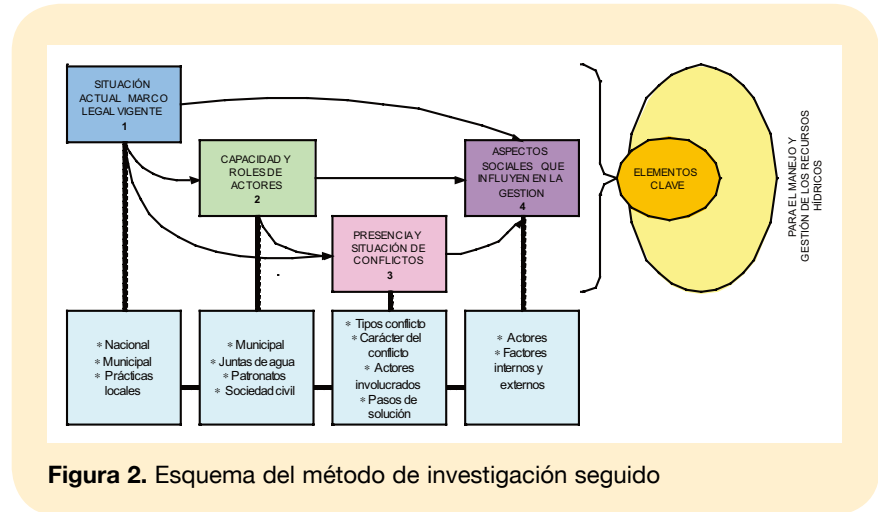 SITUACIÓN
ACTUAL MARCO
LEGAL VIGENTE
1
CAPACIDAD Y
ROLES DE
ACTORES
2
PRESENCIA Y
SITUACIÓN DE
CONFLICTOS
3
ASPECTOS
SOCIALES QUE
INFLUYEN EN LA
GESTION
4
ELEMENTOS
CLAVE
PARA EL MANEJO Y
GESTIÓN DE LOS RECURSOS
HÍDRICOS
* Nacional
* Municipal
* Prácticas
locales
* Municipal
* Juntas de agua
* Patronatos
* Sociedad civil
* Tipos conflicto
* Carácter del
conflicto
* Actores
involucrados
* Pasos de
solución
* Actores
* Factores
internos y
externos
Figura 2. Esquema del método de investigación seguido